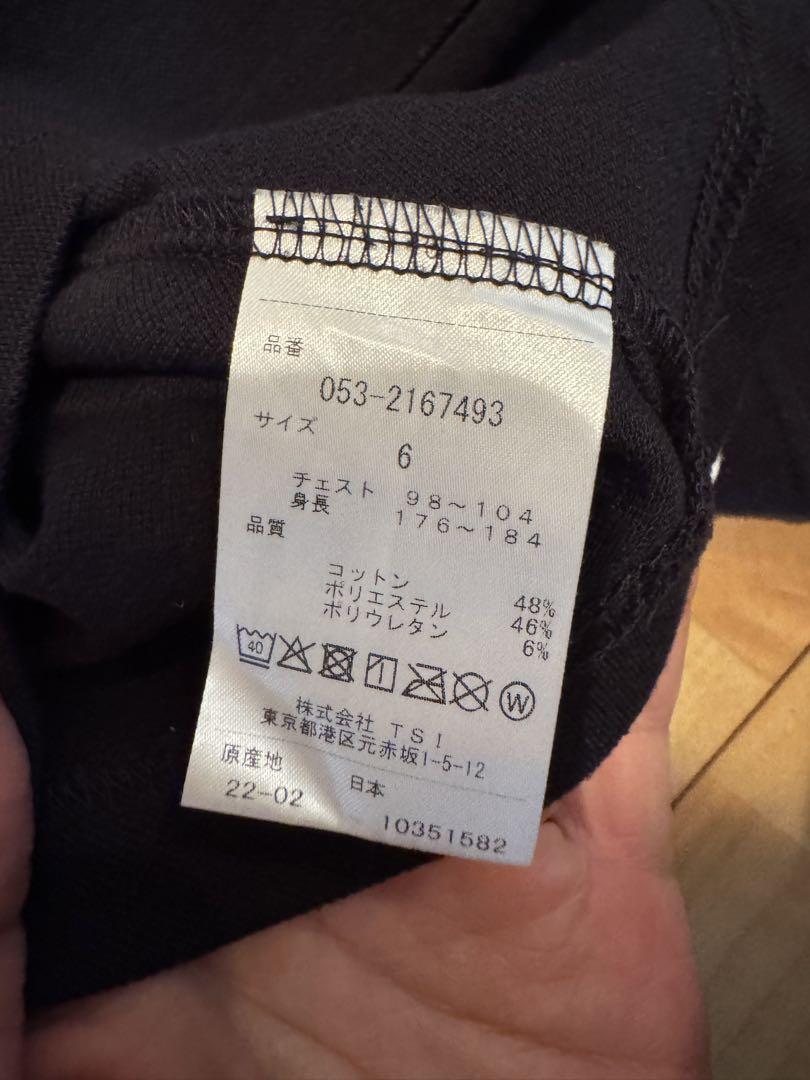 品番
053-2167493
サイズ
6
チェスト 98~104
身長 176~184
品質
コットン 48%
ポリエステル 46%
ポリウレタン 6%
40
W
株式会社 TSI
東京都港区元赤坂1-5-12
原産地 日本
22-02 10351582